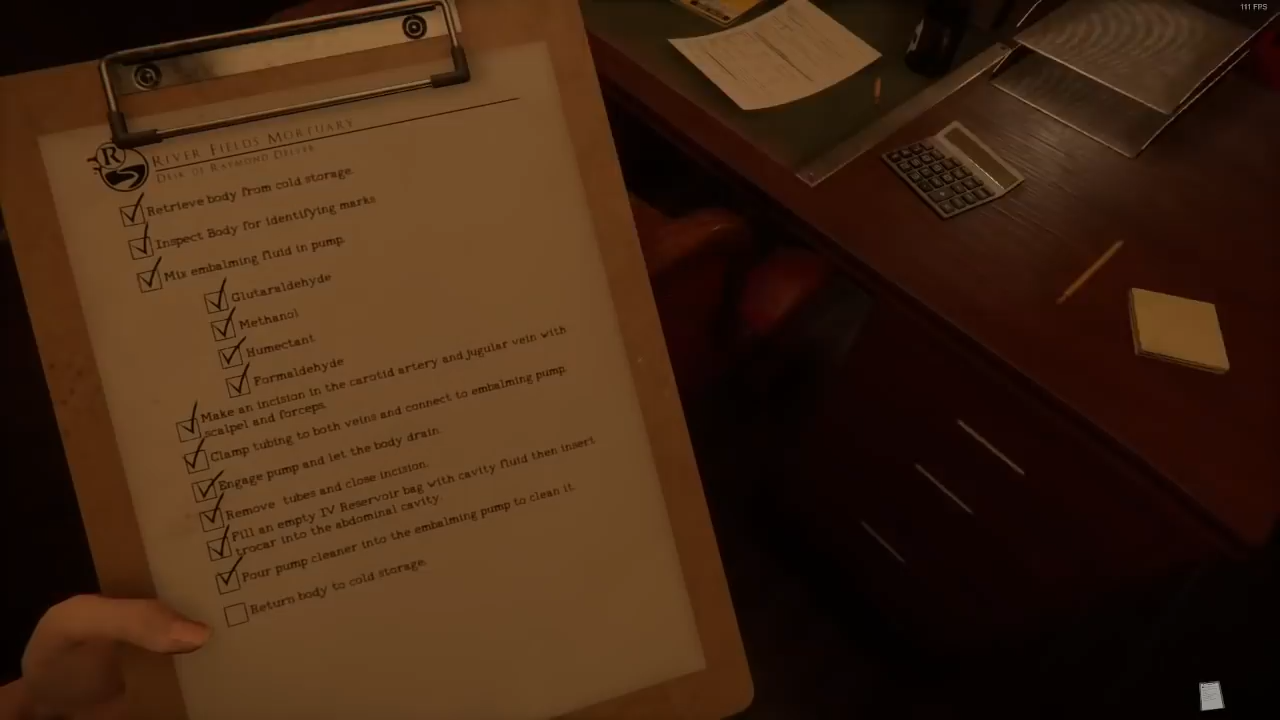 111 FPS
RIVER FIELDS MORTUARY
DESK OF RAYMOND DELVER
Retrieve body from cold storage.
Inspect Body for identifying marks
Mix embalming fluid in pump.
Glutaraldehyde
Methanol
Humectant
Formaldehyde
Make an incision in the carotid artery and jugular vein with
scalpel and forceps.
Clamp tubing to both veins and connect to embalming pump.
Engage pump and let the body drain.
Remove tubes and close incision.
Fill an empty IV Reservoir bag with cavity fluid then insert
trocar into the abdominal cavity.
Pour pump cleaner into the embalming pump to clean it.
Return body to cold storage.